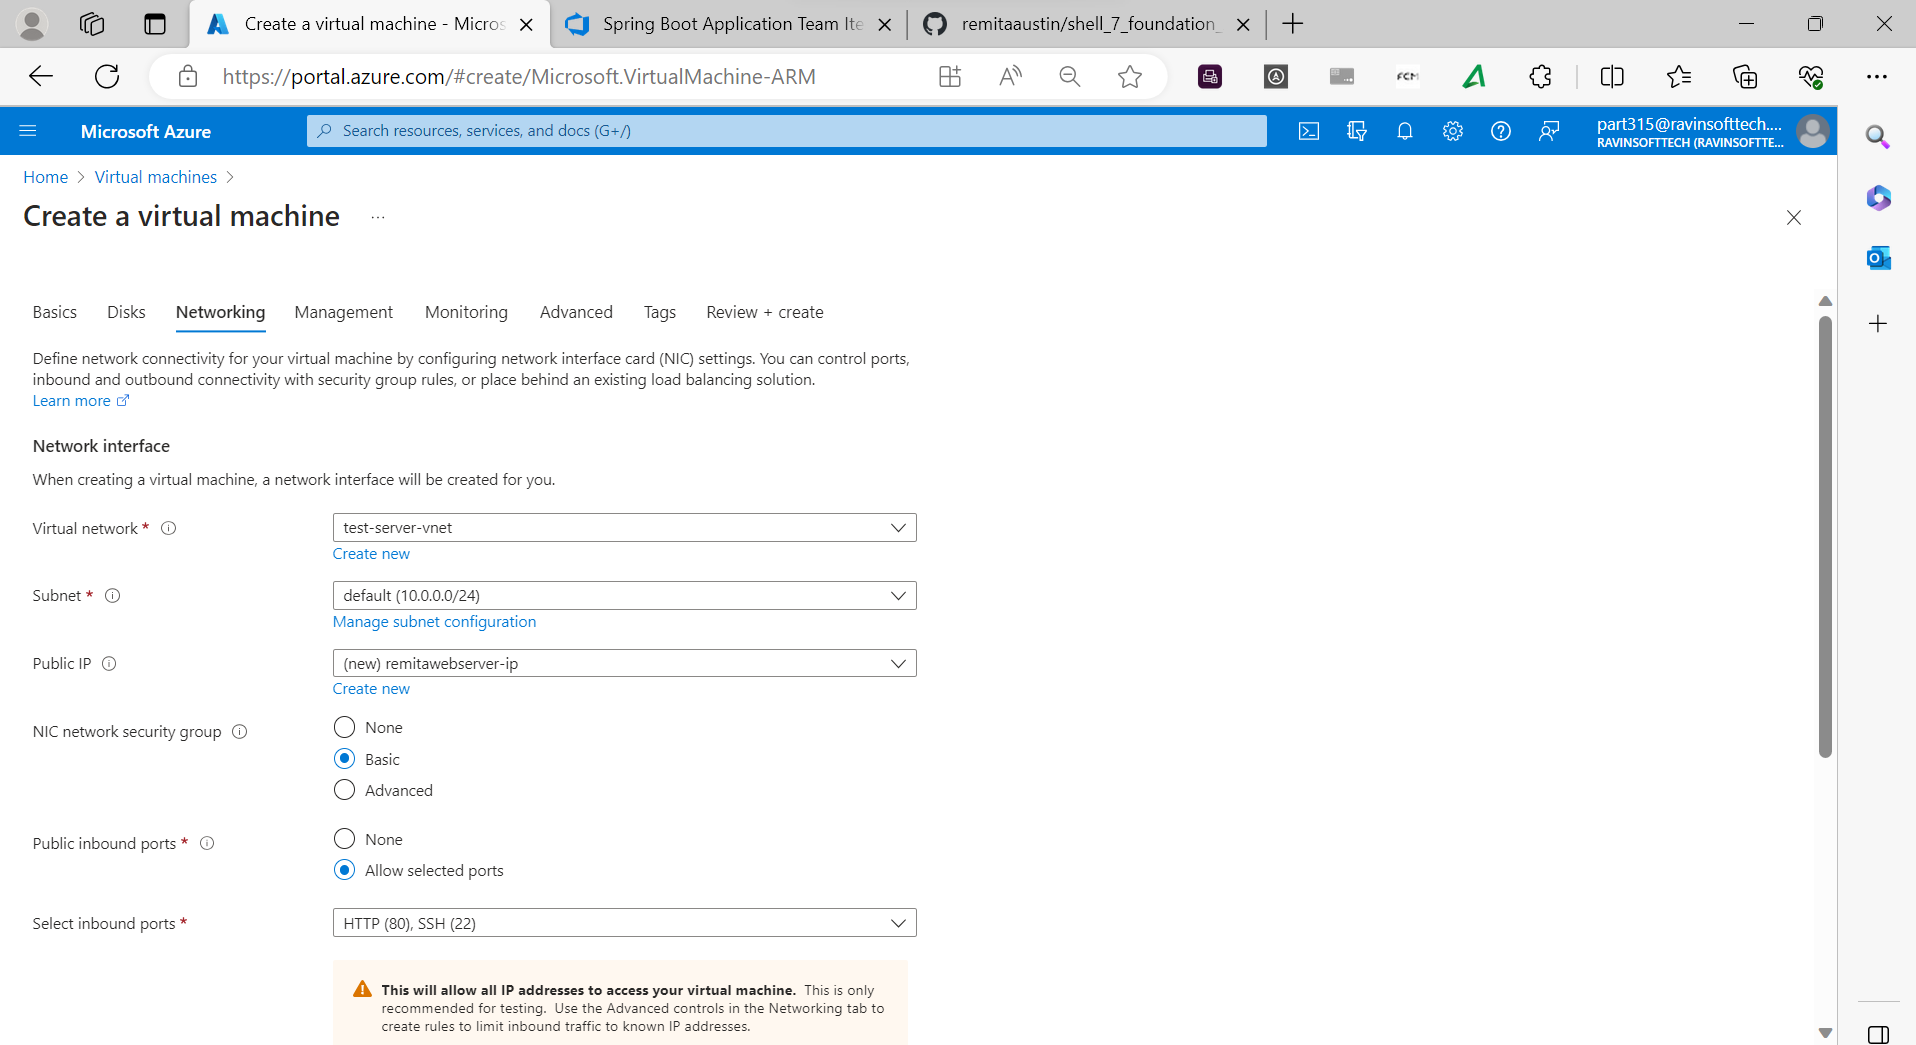 Create a virtual machine - Micros
Spring Boot Application Team Ite
remitaaustin/shell_7_foundation_
https://portal.azure.com/#create/Microsoft.VirtualMachine-ARM
FCM
Microsoft Azure
Search resources, services, and docs (G+/)
part315@ravinsofttech....
RAVINSOFTTECH (RAVINSOFTTE...
Home > Virtual machines >
Create a virtual machine ...
Basics Disks Networking Management Monitoring Advanced Tags Review + create
Define network connectivity for your virtual machine by configuring network interface card (NIC) settings. You can control ports,
inbound and outbound connectivity with security group rules, or place behind an existing load balancing solution.
Learn more
Network interface
When creating a virtual machine, a network interface will be created for you.
Virtual network * test-server-vnet
Create new
Subnet * default (10.0.0.0/24)
Manage subnet configuration
Public IP (new) remitawebserver-ip
Create new
NIC network security group None
Basic
Advanced
Public inbound ports * None
Allow selected ports
Select inbound ports * HTTP (80), SSH (22)
This will allow all IP addresses to access your virtual machine. This is only
recommended for testing. Use the Advanced controls in the Networking tab to
create rules to limit inbound traffic to known IP addresses.